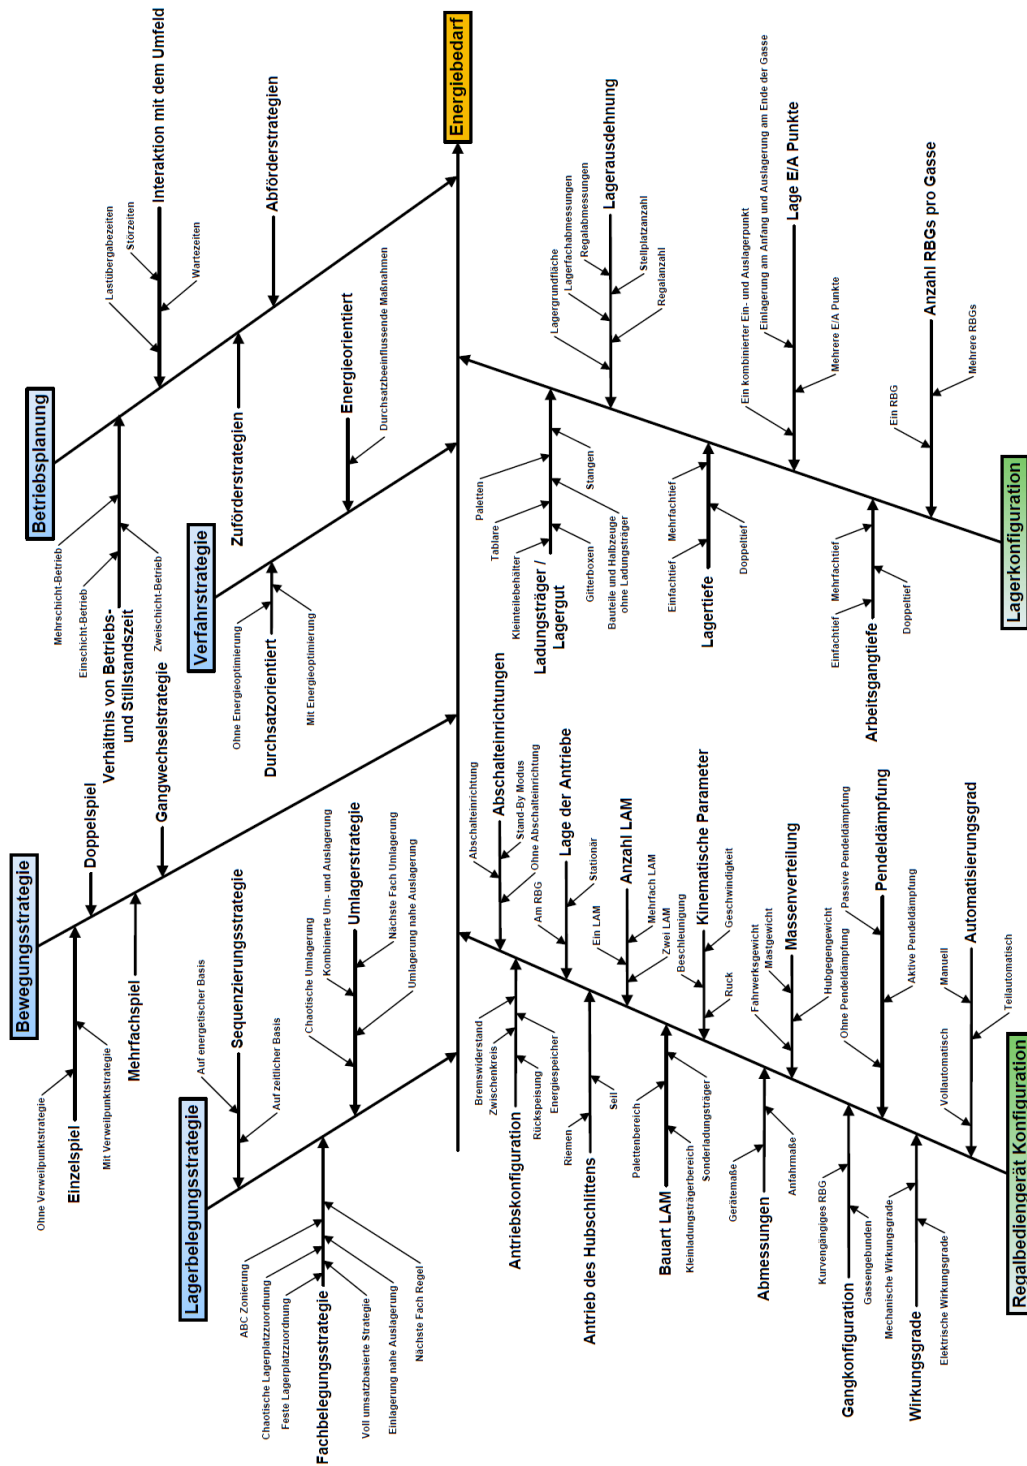 Bewegungsstrategie
Ohne Verweilpunktstrategie
Einzelspiel
Mit Verweilpunktstrategie
Doppelspiel
Mehrfachspiel
Gangwechselstrategie
Betriebsplanung
Mehrschicht-Betrieb
Einschicht-Betrieb
Verhältnis von Betriebs-
und Stillstandszeit
Zweischicht-Betrieb
Lastübergabezeiten
Störzeiten
Interaktion mit dem Umfeld
Wartezeiten
Zuförderstrategien
Abförderstrategien
Lagerbelegungsstrategie
Auf energetischer Basis
Sequenzierungsstrategie
Auf zeitlicher Basis
ABC Zonierung
Chaotische Lagerplatzzuordnung
Feste Lagerplatzzuordnung
Fachbelegungsstrategie
Voll umsatzbasierte Strategie
Einlagerung nahe Auslagerung
Nächste Fach Regel
Chaotische Umlagerung
Kombinierte Um- und Auslagerung
Umlagerstrategie
Nächste Fach Umlagerung
Umlagerung nahe Auslagerung
Verfahrstrategie
Ohne Energieoptimierung
Durchsatzorientiert
Mit Energieoptimierung
Energieorientiert
Durchsatzbeeinflussende Maßnahmen
Energiebedarf
Abschalteinrichtung
Abschalteinrichtungen
Stand-By Modus
Ohne Abschalteinrichtung
Bremswiderstand
Zwischenkreis
Antriebskonfiguration
Rückspeisung
Energiespeicher
Am RBG
Lage der Antriebe
Stationär
Riemen
Antrieb des Hubschlittens
Seil
Ein LAM
Anzahl LAM
Mehrfach LAM
Zwei LAM
Palettenbereich
Bauart LAM
Kleinladungsträgerbereich
Sonderladungsträger
Beschleunigung
Kinematische Parameter
Geschwindigkeit
Ruck
Gerätemaße
Abmessungen
Anfahrmaße
Fahrwerksgewicht
Mastgewicht
Massenverteilung
Hubgegengewicht
Kurvengängiges RBG
Gangkonfiguration
Gassengebunden
Ohne Pendeldämpfung
Passive Pendeldämpfung
Pendeldämpfung
Aktive Pendeldämpfung
Mechanische Wirkungsgrade
Wirkungsgrade
Elektrische Wirkungsgrade
Vollautomatisch
Manuell
Automatisierungsgrad
Teilautomatisch
Regalbediengerät Konfiguration
Kleinteilebehälter
Tablare
Paletten
Ladungsträger /
Lagergut
Gitterboxen
Bauteile und Halbzeuge
ohne Ladungsträger
Stangen
Lagergrundfläche
Lagerfachabmessungen
Regalabmessungen
Lagerausdehnung
Stellplatzanzahl
Regalanzahl
Einfachtief
Mehrfachtief
Lagertiefe
Doppeltief
Ein kombinierter Ein- und Auslagerpunkt
Einlagerung am Anfang und Auslagerung am Ende der Gasse
Lage E/A Punkte
Mehrere E/A Punkte
Einfachtief
Mehrfachtief
Arbeitsgangtiefe
Doppeltief
Ein RBG
Anzahl RBGs pro Gasse
Mehrere RBGs
Lagerkonfiguration